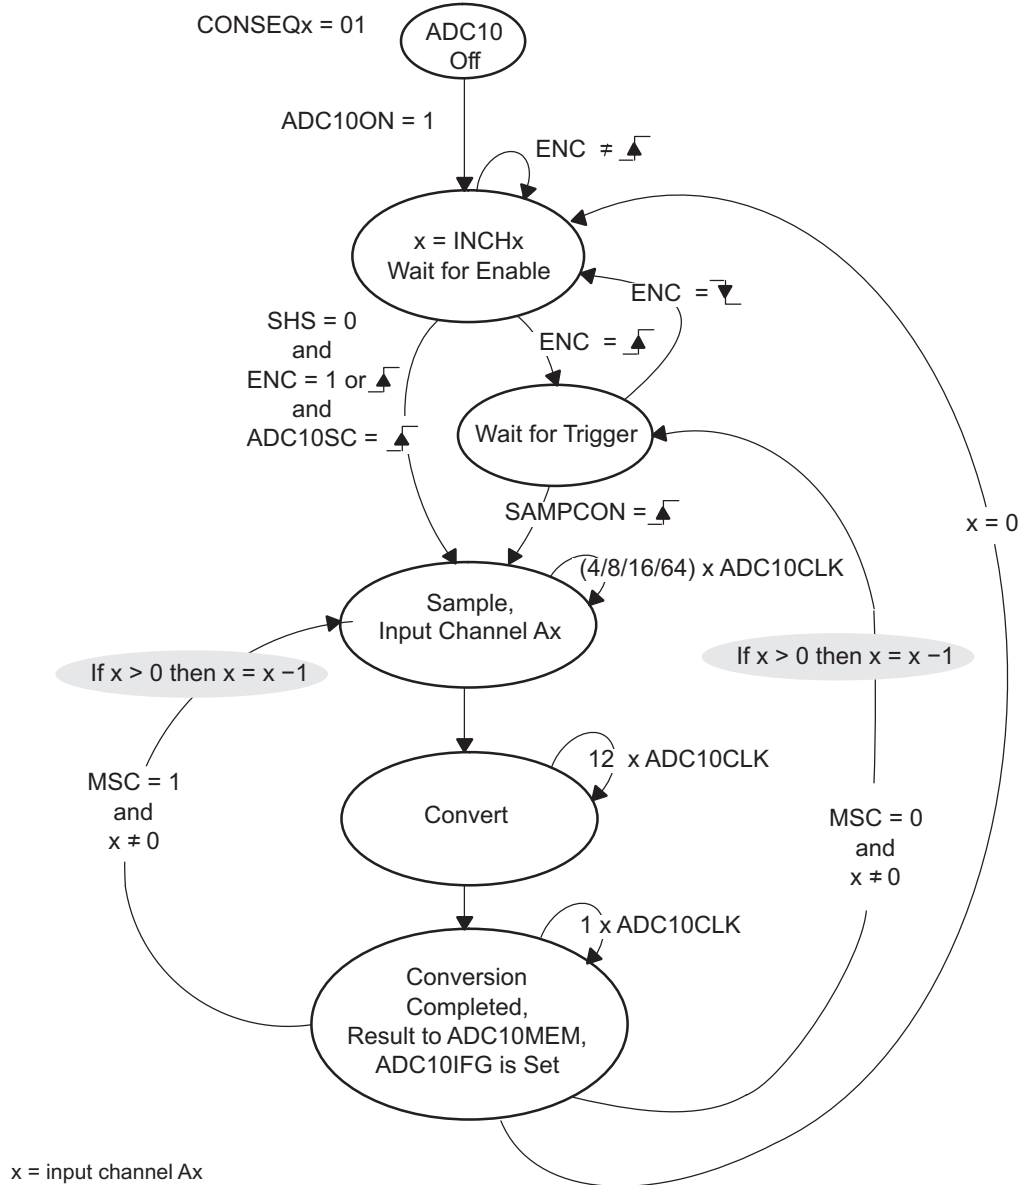 CONSEQx = 01
ADC10
Off
ADC10ON = 1
ENC ≠
x = INCHx
Wait for Enable
ENC =
SHS = 0
and
ENC = 1 or
and
ADC10SC =
ENC =
Wait for Trigger
SAMPCON =
x = 0
(4/8/16/64) x ADC10CLK
Sample,
Input Channel Ax
If x > 0 then x = x −1
If x > 0 then x = x −1
12 x ADC10CLK
MSC = 1
and
x ≠ 0
Convert
MSC = 0
and
x ≠ 0
1 x ADC10CLK
Conversion
Completed,
Result to ADC10MEM,
ADC10IFG is Set
x = input channel Ax